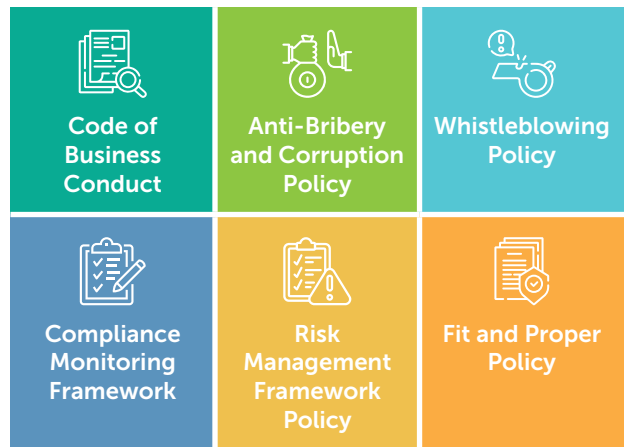 Code of
Business
Conduct
Anti-Bribery
and Corruption
Policy
Whistleblowing
Policy
Compliance
Monitoring
Framework
Risk
Management
Framework
Policy
Fit and Proper
Policy